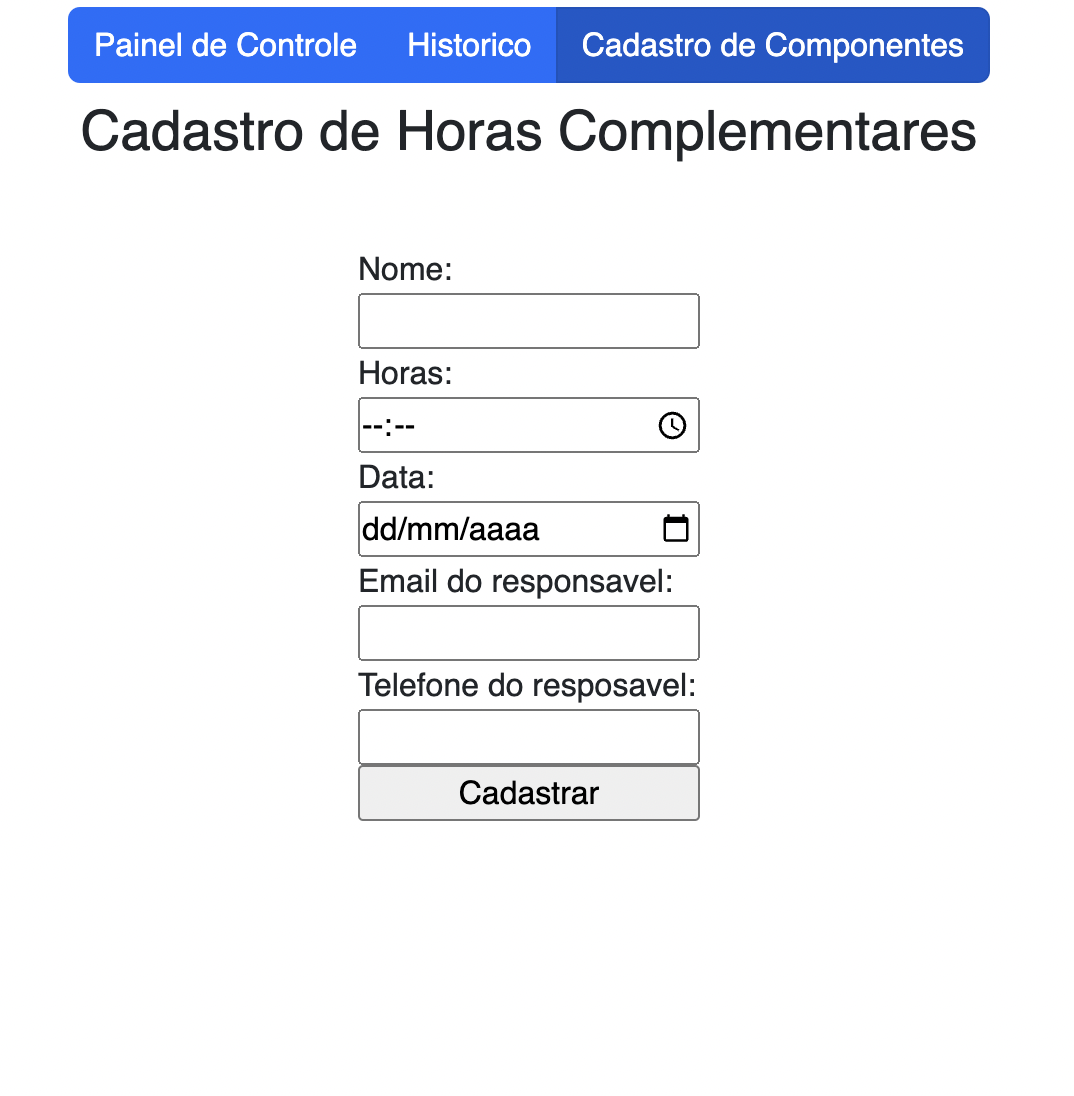 Painel de Controle Historico Cadastro de Componentes
Cadastro de Horas Complementares
Nome:
Horas:
--:--
Data:
dd/mm/aaaa
Email do responsavel:
Telefone do resposavel:
Cadastrar